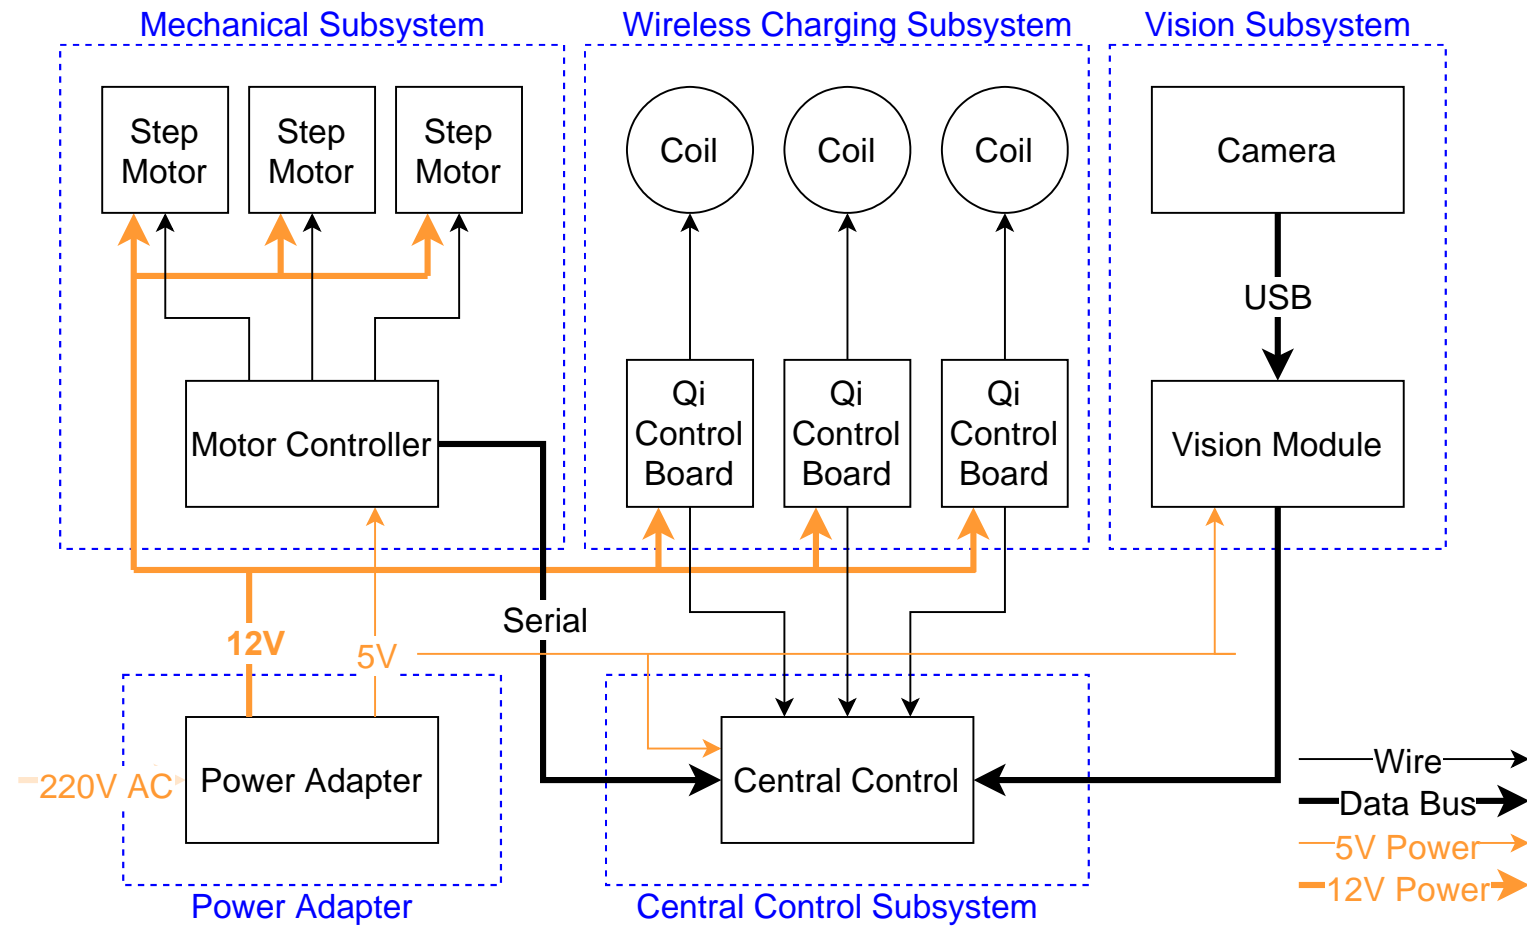 Mechanical Subsystem
Wireless Charging Subsystem
Vision Subsystem
Step
Motor
Step
Motor
Step
Motor
Coil
Coil
Coil
Camera
USB
Motor Controller
Qi
Control
Board
Qi
Control
Board
Qi
Control
Board
Vision Module
Serial
12V
5V
220V AC
Power Adapter
Central Control
Wire
Data Bus
5V Power
12V Power
Power Adapter
Central Control Subsystem